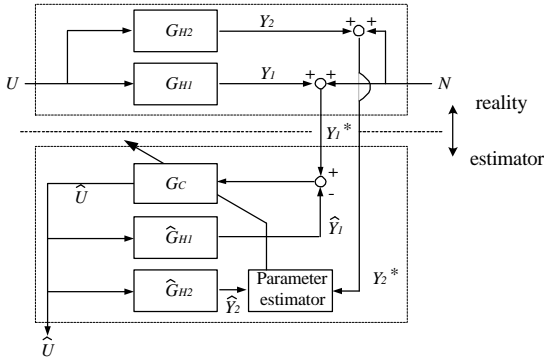 G_H2
Y_2
+
+
U
G_H1
Y_1
+
+
N
reality
Y_1*
estimator
G_C
+
-
Û
Ĝ_H1
Ŷ_1
Ĝ_H2
Ŷ_2
Parameter
estimator
Y_2*
Û